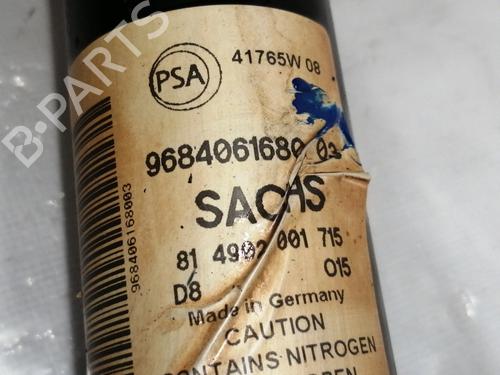 PSA
41765W 08
9684061680 03
SACHS
81 4902 001 715
D8 015
Made in Germany
CAUTION
CONTAINS NITROGEN
968406168003
B-PARTS